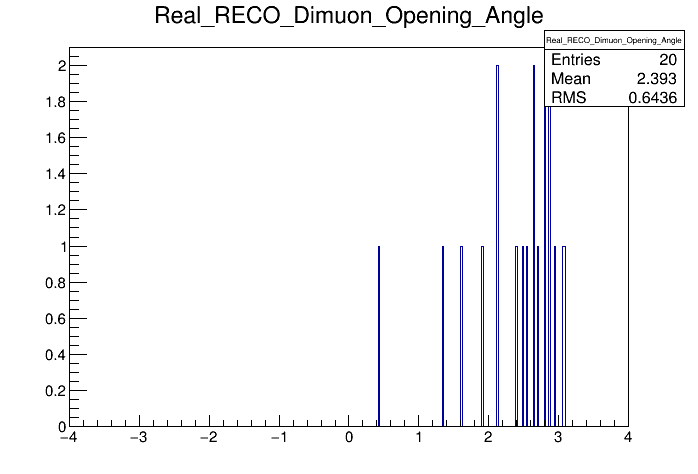 Real_RECO_Dimuon_Opening_Angle
Real_RECO_Dimuon_Opening_Angle
Entries 20
Mean 2.393
RMS 0.6436
2
1.8
1.6
1.4
1.2
1
0.8
0.6
0.4
0.2
0
−4 −3 −2 −1 0 1 2 3 4